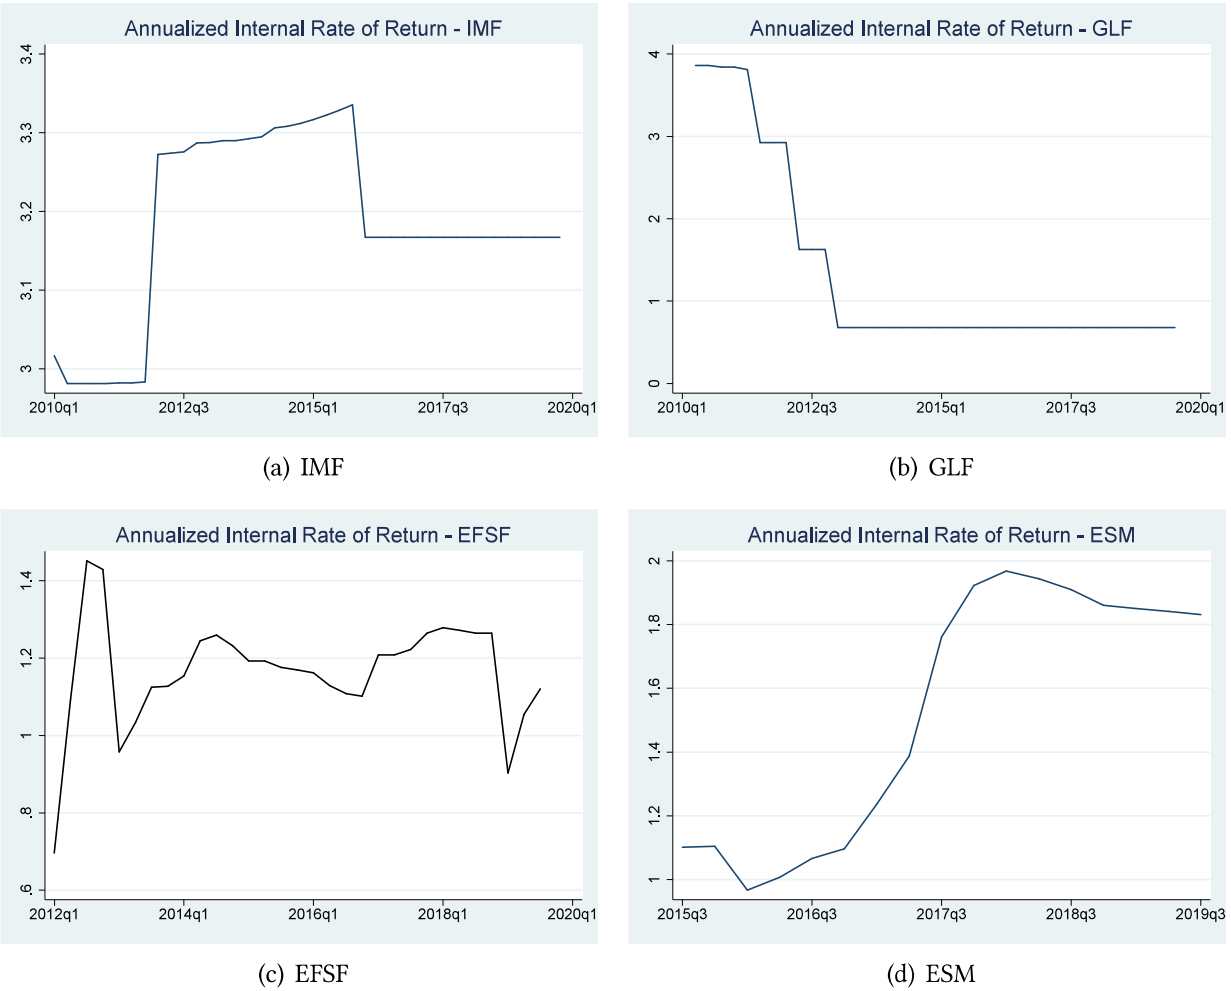 Annualized Internal Rate of Return - IMF
3.4
3.3
3.2
3.1
3
2010q1 2012q3 2015q1 2017q3 2020q1
(a) IMF
Annualized Internal Rate of Return - GLF
4
3
2
1
0
2010q1 2012q3 2015q1 2017q3 2020q1
(b) GLF
Annualized Internal Rate of Return - EFSF
1.4
1.2
1
.8
.6
2012q1 2014q1 2016q1 2018q1 2020q1
(c) EFSF
Annualized Internal Rate of Return - ESM
2
1.8
1.6
1.4
1.2
1
2015q3 2016q3 2017q3 2018q3 2019q3
(d) ESM